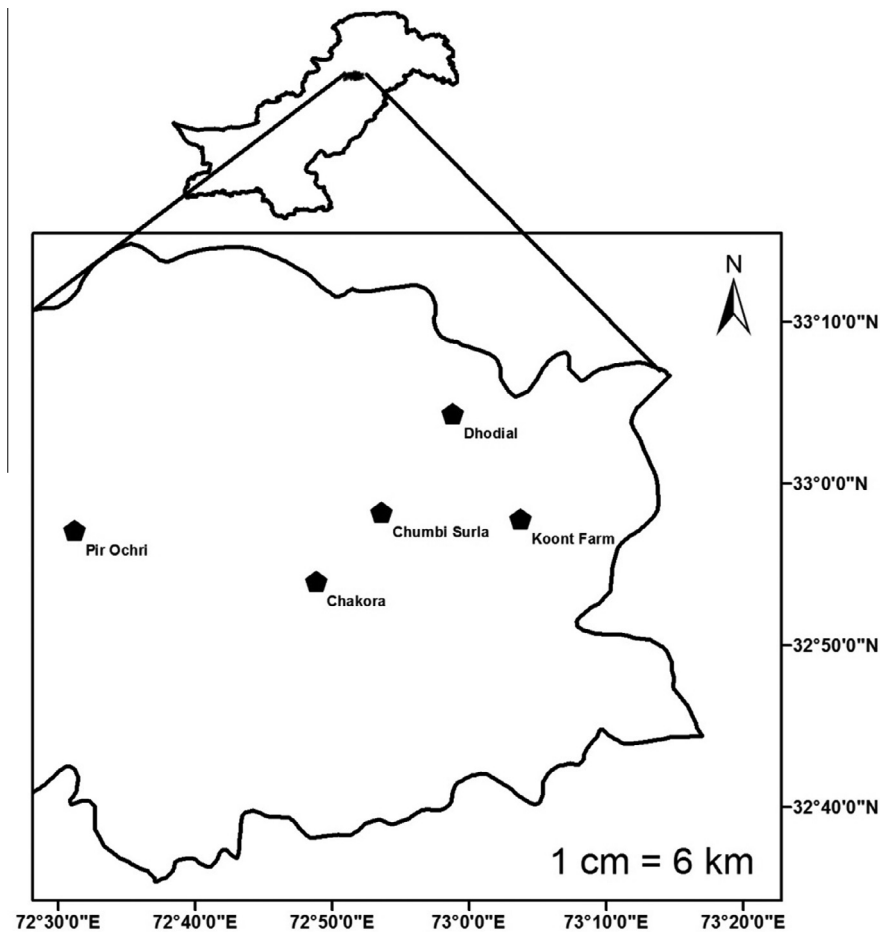 N
33°10'0"N
Dhodial
33°0'0"N
Chumbi Surla
Koont Farm
Pir Ochri
Chakora
32°50'0"N
32°40'0"N
1 cm = 6 km
72°30'0"E
72°40'0"E
72°50'0"E
73°0'0"E
73°10'0"E
73°20'0"E